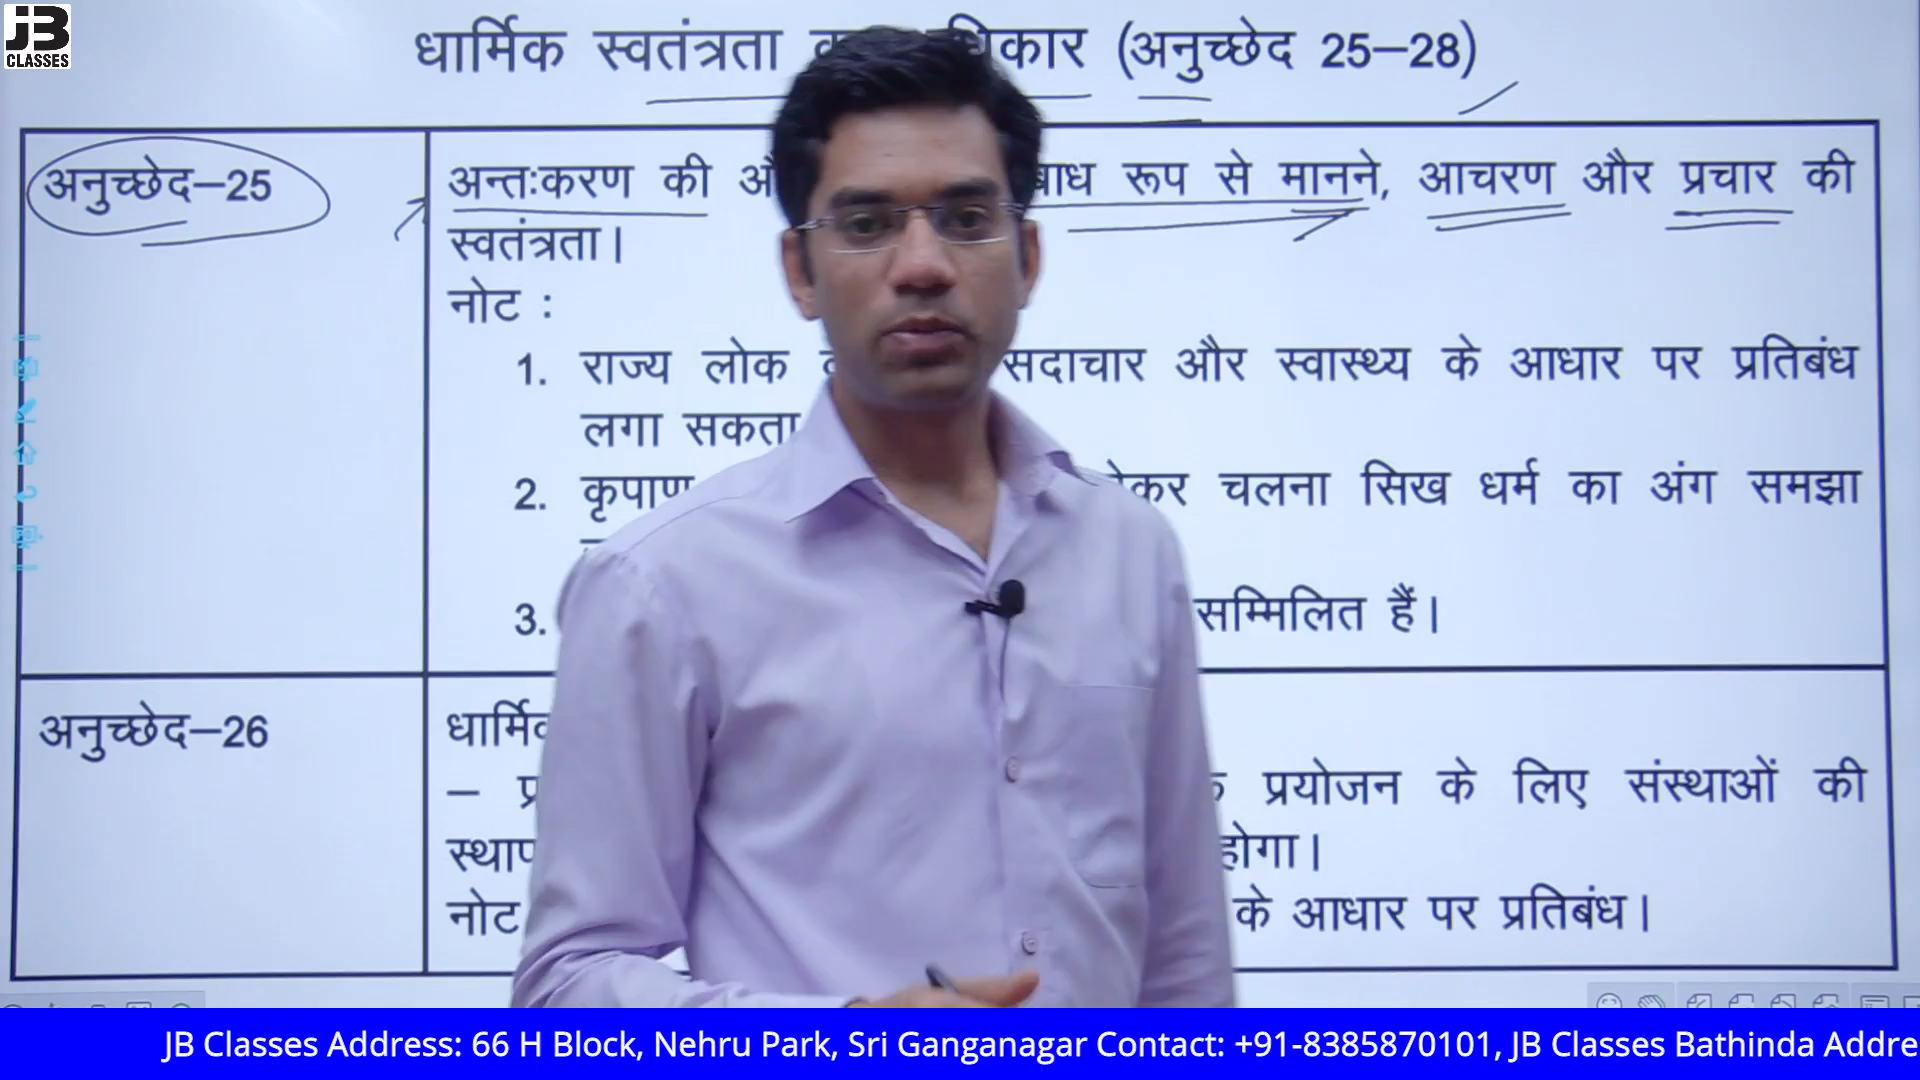 JB
CLASSES
धार्मिक स्वतंत्रता (अनुच्छेद 25–28)
अनुच्छेद–25
अन्तःकरण की रूप से मानने, आचरण और प्रचार की
स्वतंत्रता।
नोट :
1. राज्य लोक सदाचार और स्वास्थ्य के आधार पर प्रतिबंध
लगा सकता
2. कृपाण चलना सिख धर्म का अंग समझा
3. सम्मिलित हैं।
अनुच्छेद–26
– प्रयोजन के लिए संस्थाओं की
होगा।
नोट के आधार पर प्रतिबंध।
JB Classes Address: 66 H Block, Nehru Park, Sri Ganganagar Contact: +91-8385870101, JB Classes Bathinda